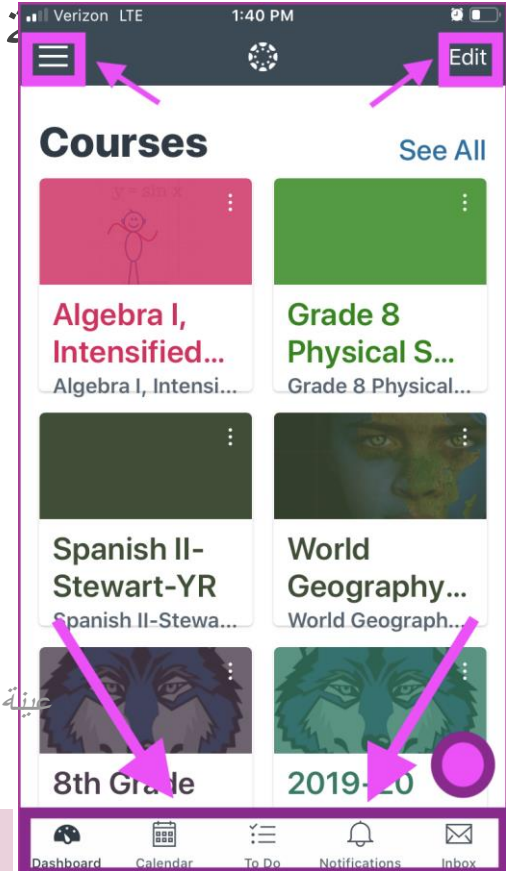 Verizon LTE 1:40 PM
Edit
Courses See All
y = sin x
Algebra I, Intensified...
Algebra I, Intensi...
Grade 8 Physical S...
Grade 8 Physical...
Spanish II-Stewart-YR
Spanish II-Stewa...
World Geography...
World Geograph...
عينة
8th Grade
2019-20
Dashboard Calendar To Do Notifications Inbox